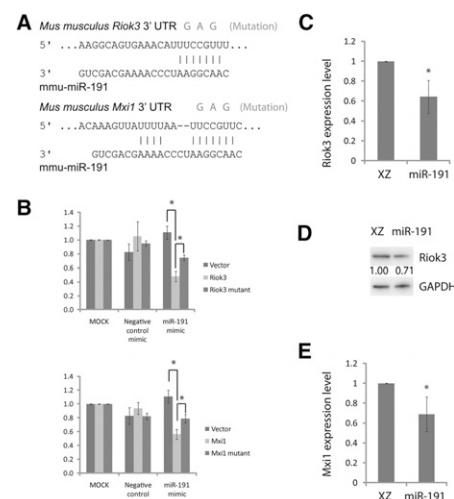 A
Mus musculus Riok3 3' UTR G A G (Mutation)
5' ...AAGGCAGUGAAACAUUUCCGUUU...
3' GUCGACGAAAACCCUAAGGCAAC
mmu-miR-191
Mus musculus Mxi1 3' UTR G A G (Mutation)
5' ...ACAAAGUUAUUUUAA--UUCCGUUC...
3' GUCGACGAAAACCCUAAGGCAAC
mmu-miR-191
B
1.4
1.2
1.0
0.8
0.6
0.4
0.2
0.0
*
*
MOCK
Negative control mimic
miR-191 mimic
Vector
Riok3
Riok3 mutant
1.4
1.2
1.0
0.8
0.6
0.4
0.2
0.0
*
*
MOCK
Negative control mimic
miR-191 mimic
Vector
Mxi1
Mxi1 mutant
C
Riok3 expression level
1.2
1
0.8
0.6
0.4
0.2
0
*
XZ miR-191
D
XZ miR-191
Riok3
1.00 0.71
GAPDH
E
Mxi1 expression level
1.2
1
0.8
0.6
0.4
0.2
0
*
XZ miR-191